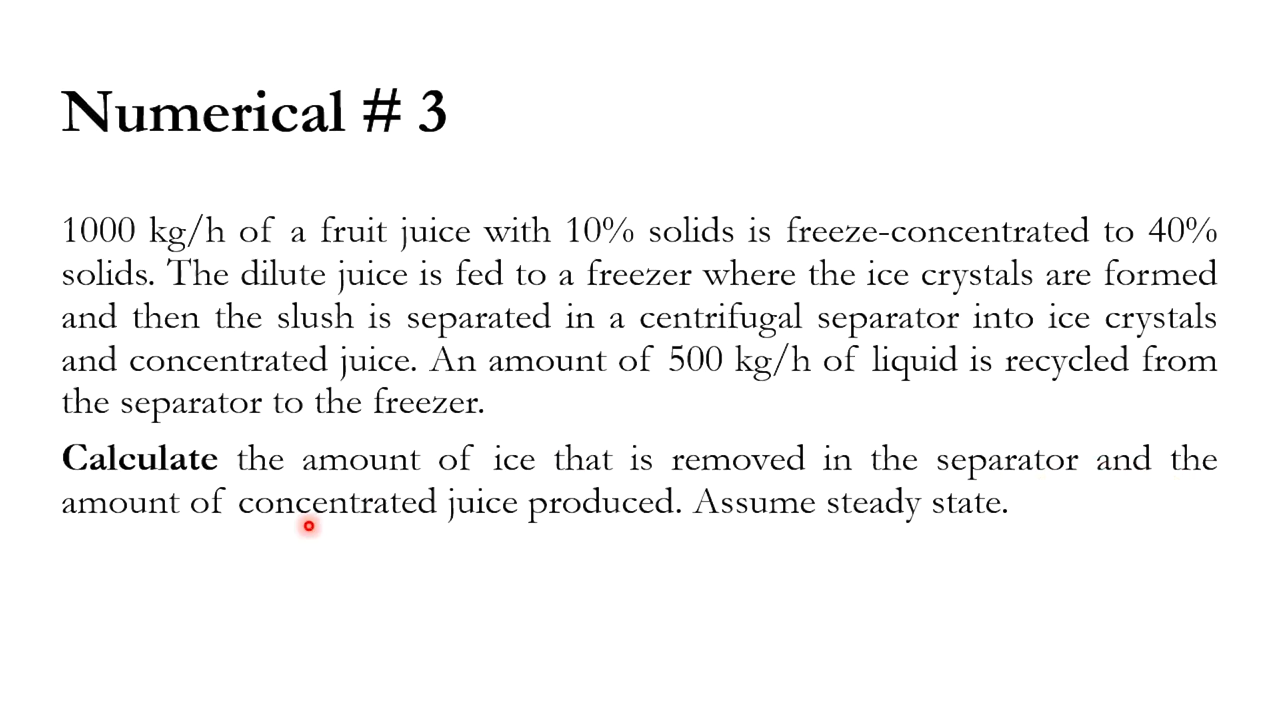 Numerical # 3
1000 kg/h of a fruit juice with 10% solids is freeze-concentrated to 40%
solids. The dilute juice is fed to a freezer where the ice crystals are formed
and then the slush is separated in a centrifugal separator into ice crystals
and concentrated juice. An amount of 500 kg/h of liquid is recycled from
the separator to the freezer.
Calculate the amount of ice that is removed in the separator and the
amount of concentrated juice produced. Assume steady state.